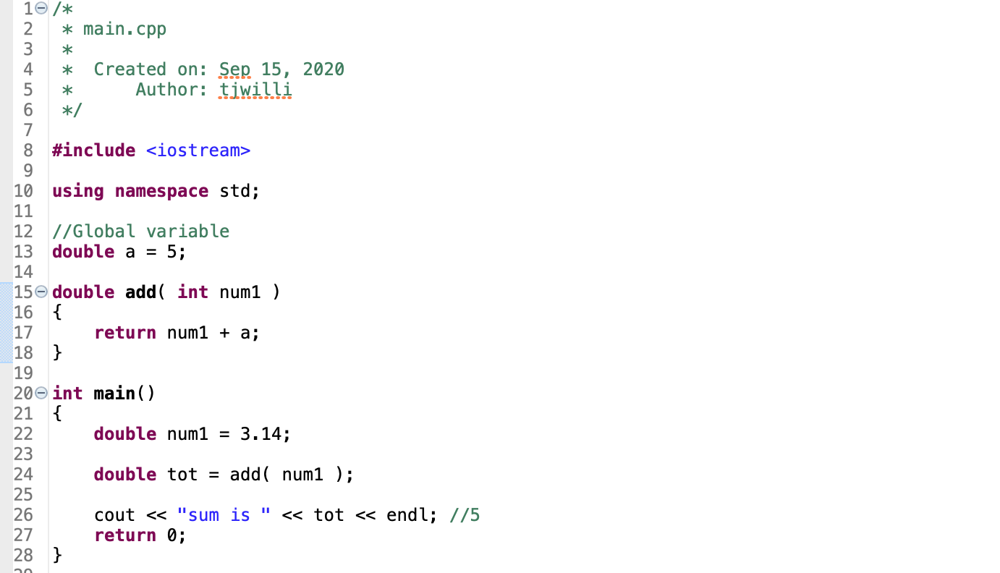 1 /*
2  * main.cpp
3  *
4  *  Created on: Sep 15, 2020
5  *      Author: tjwilli
6  */
7
8 #include <iostream>
9
10 using namespace std;
11
12 //Global variable
13 double a = 5;
14
15 double add( int num1 )
16 {
17     return num1 + a;
18 }
19
20 int main()
21 {
22     double num1 = 3.14;
23
24     double tot = add( num1 );
25
26     cout << "sum is " << tot << endl; //5
27     return 0;
28 }